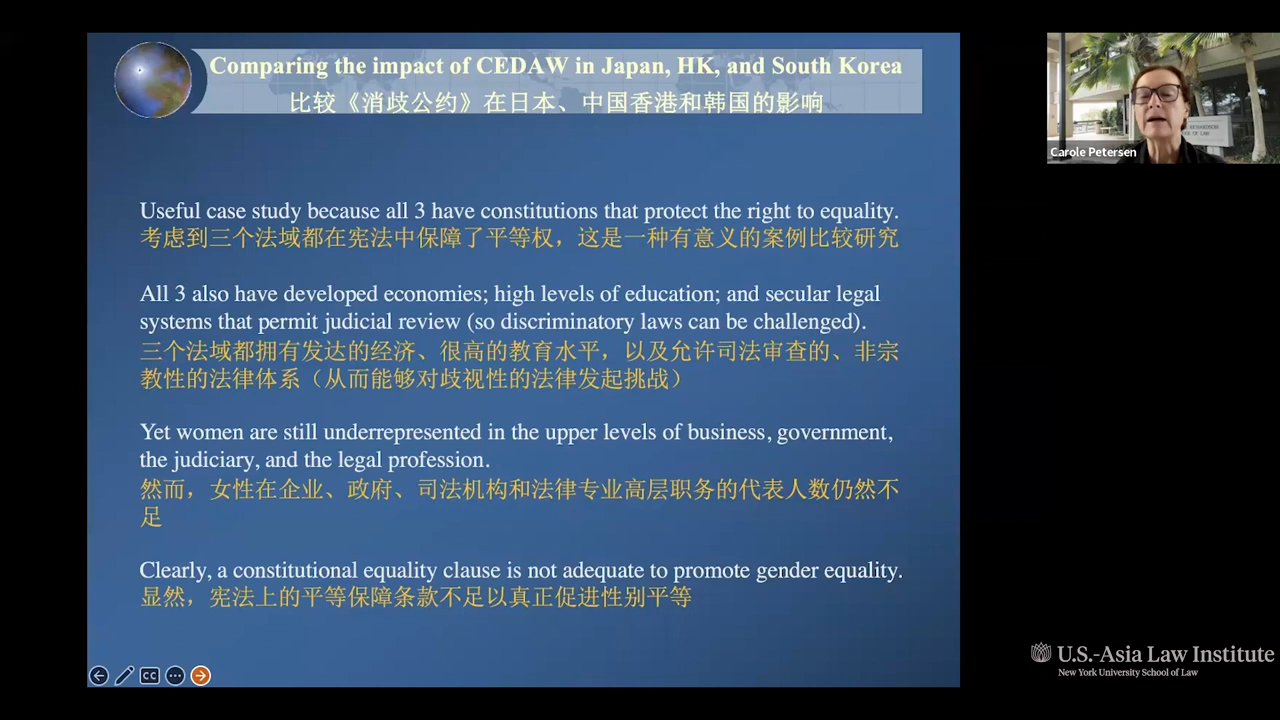 Comparing the impact of CEDAW in Japan, HK, and South Korea
比较《消歧公约》在日本、中国香港和韩国的影响
Useful case study because all 3 have constitutions that protect the right to equality.
考虑到三个法域都在宪法中保障了平等权，这是一种有意义的案例比较研究
All 3 also have developed economies; high levels of education; and secular legal
systems that permit judicial review (so discriminatory laws can be challenged).
三个法域都拥有发达的经济、很高的教育水平，以及允许司法审查的、非宗
教性的法律体系（从而能够对歧视性的法律发起挑战）
Yet women are still underrepresented in the upper levels of business, government,
the judiciary, and the legal profession.
然而，女性在企业、政府、司法机构和法律专业高层职务的代表人数仍然不
足
Clearly, a constitutional equality clause is not adequate to promote gender equality.
显然，宪法上的平等保障条款不足以真正促进性别平等
CC
Carole Petersen
U.S.-Asia Law Institute
New York University School of Law